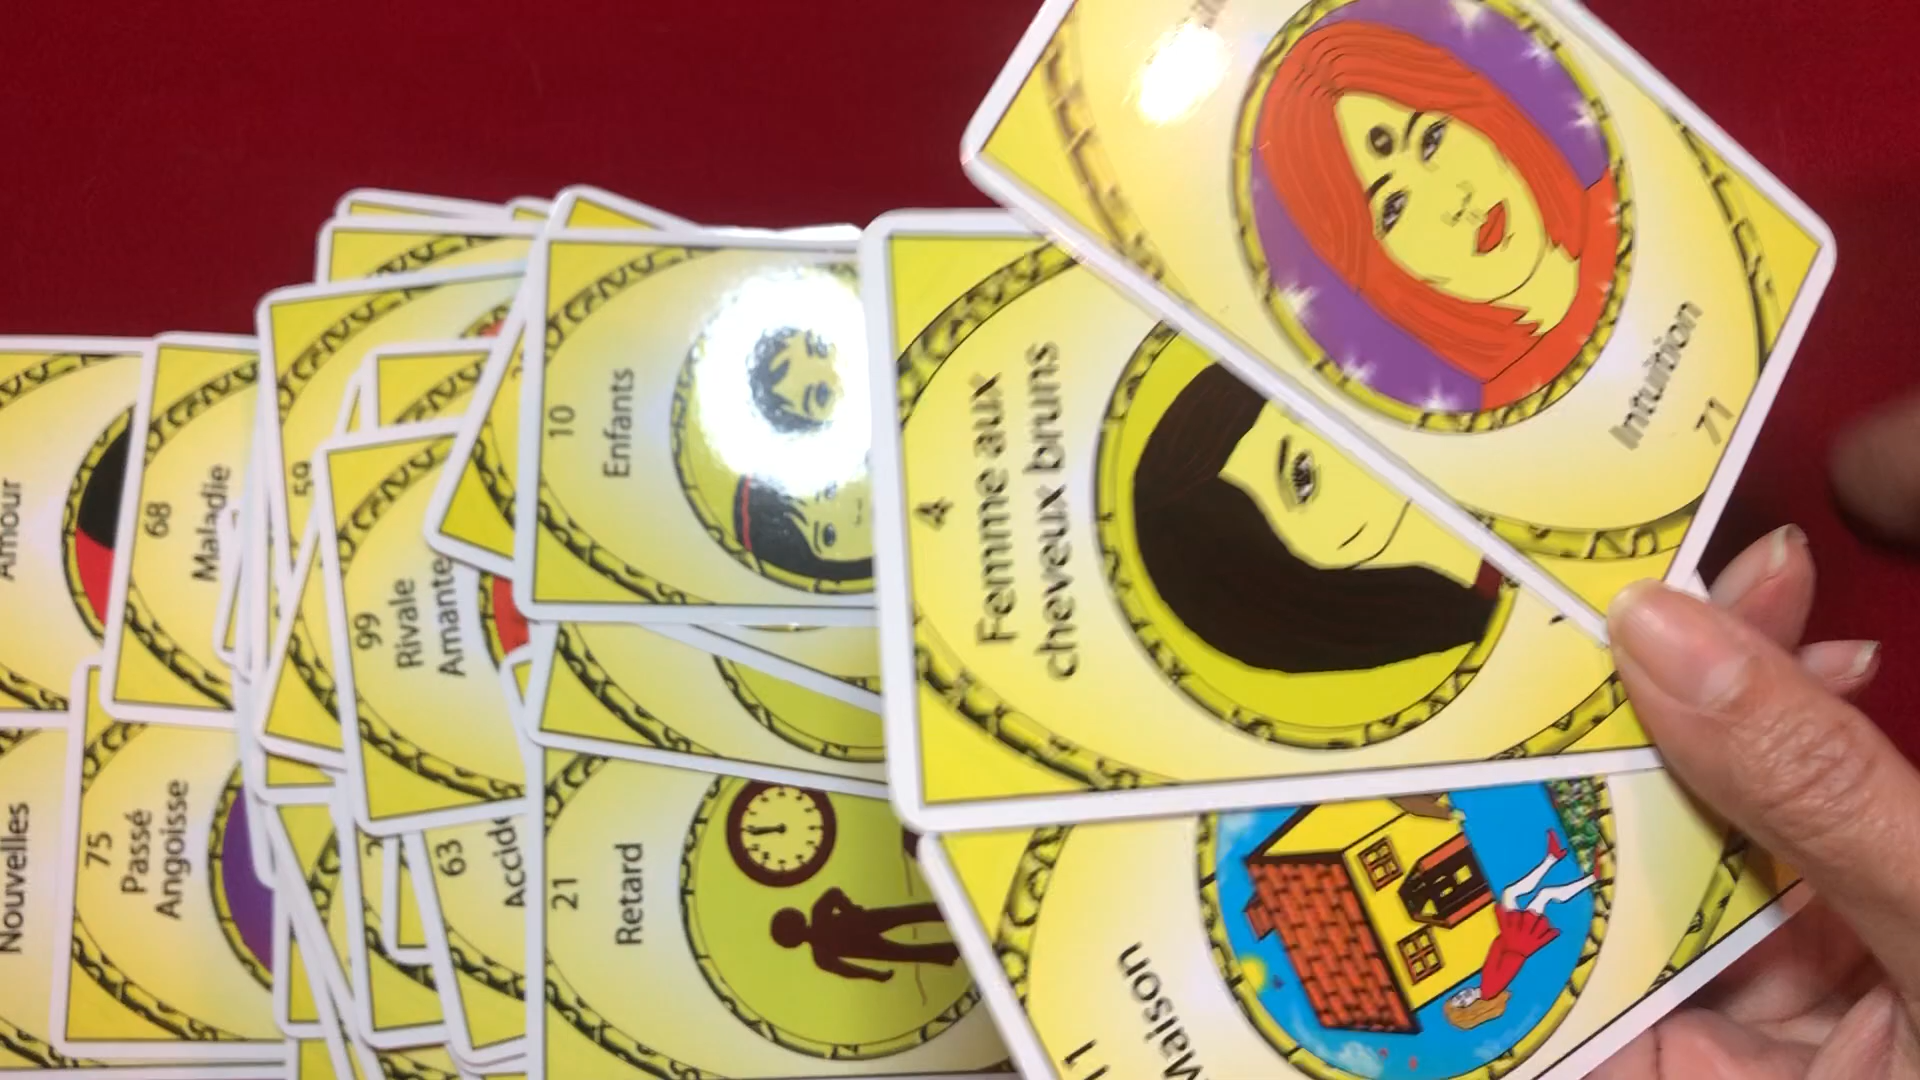 Amour
Nouvelles
68
Maladie
75
Passé
Angoisse
59
99
Rivale
Amante
63
10
Enfants
21
Retard
4
Femme aux
cheveux bruns
11
Maison
Intuition
71